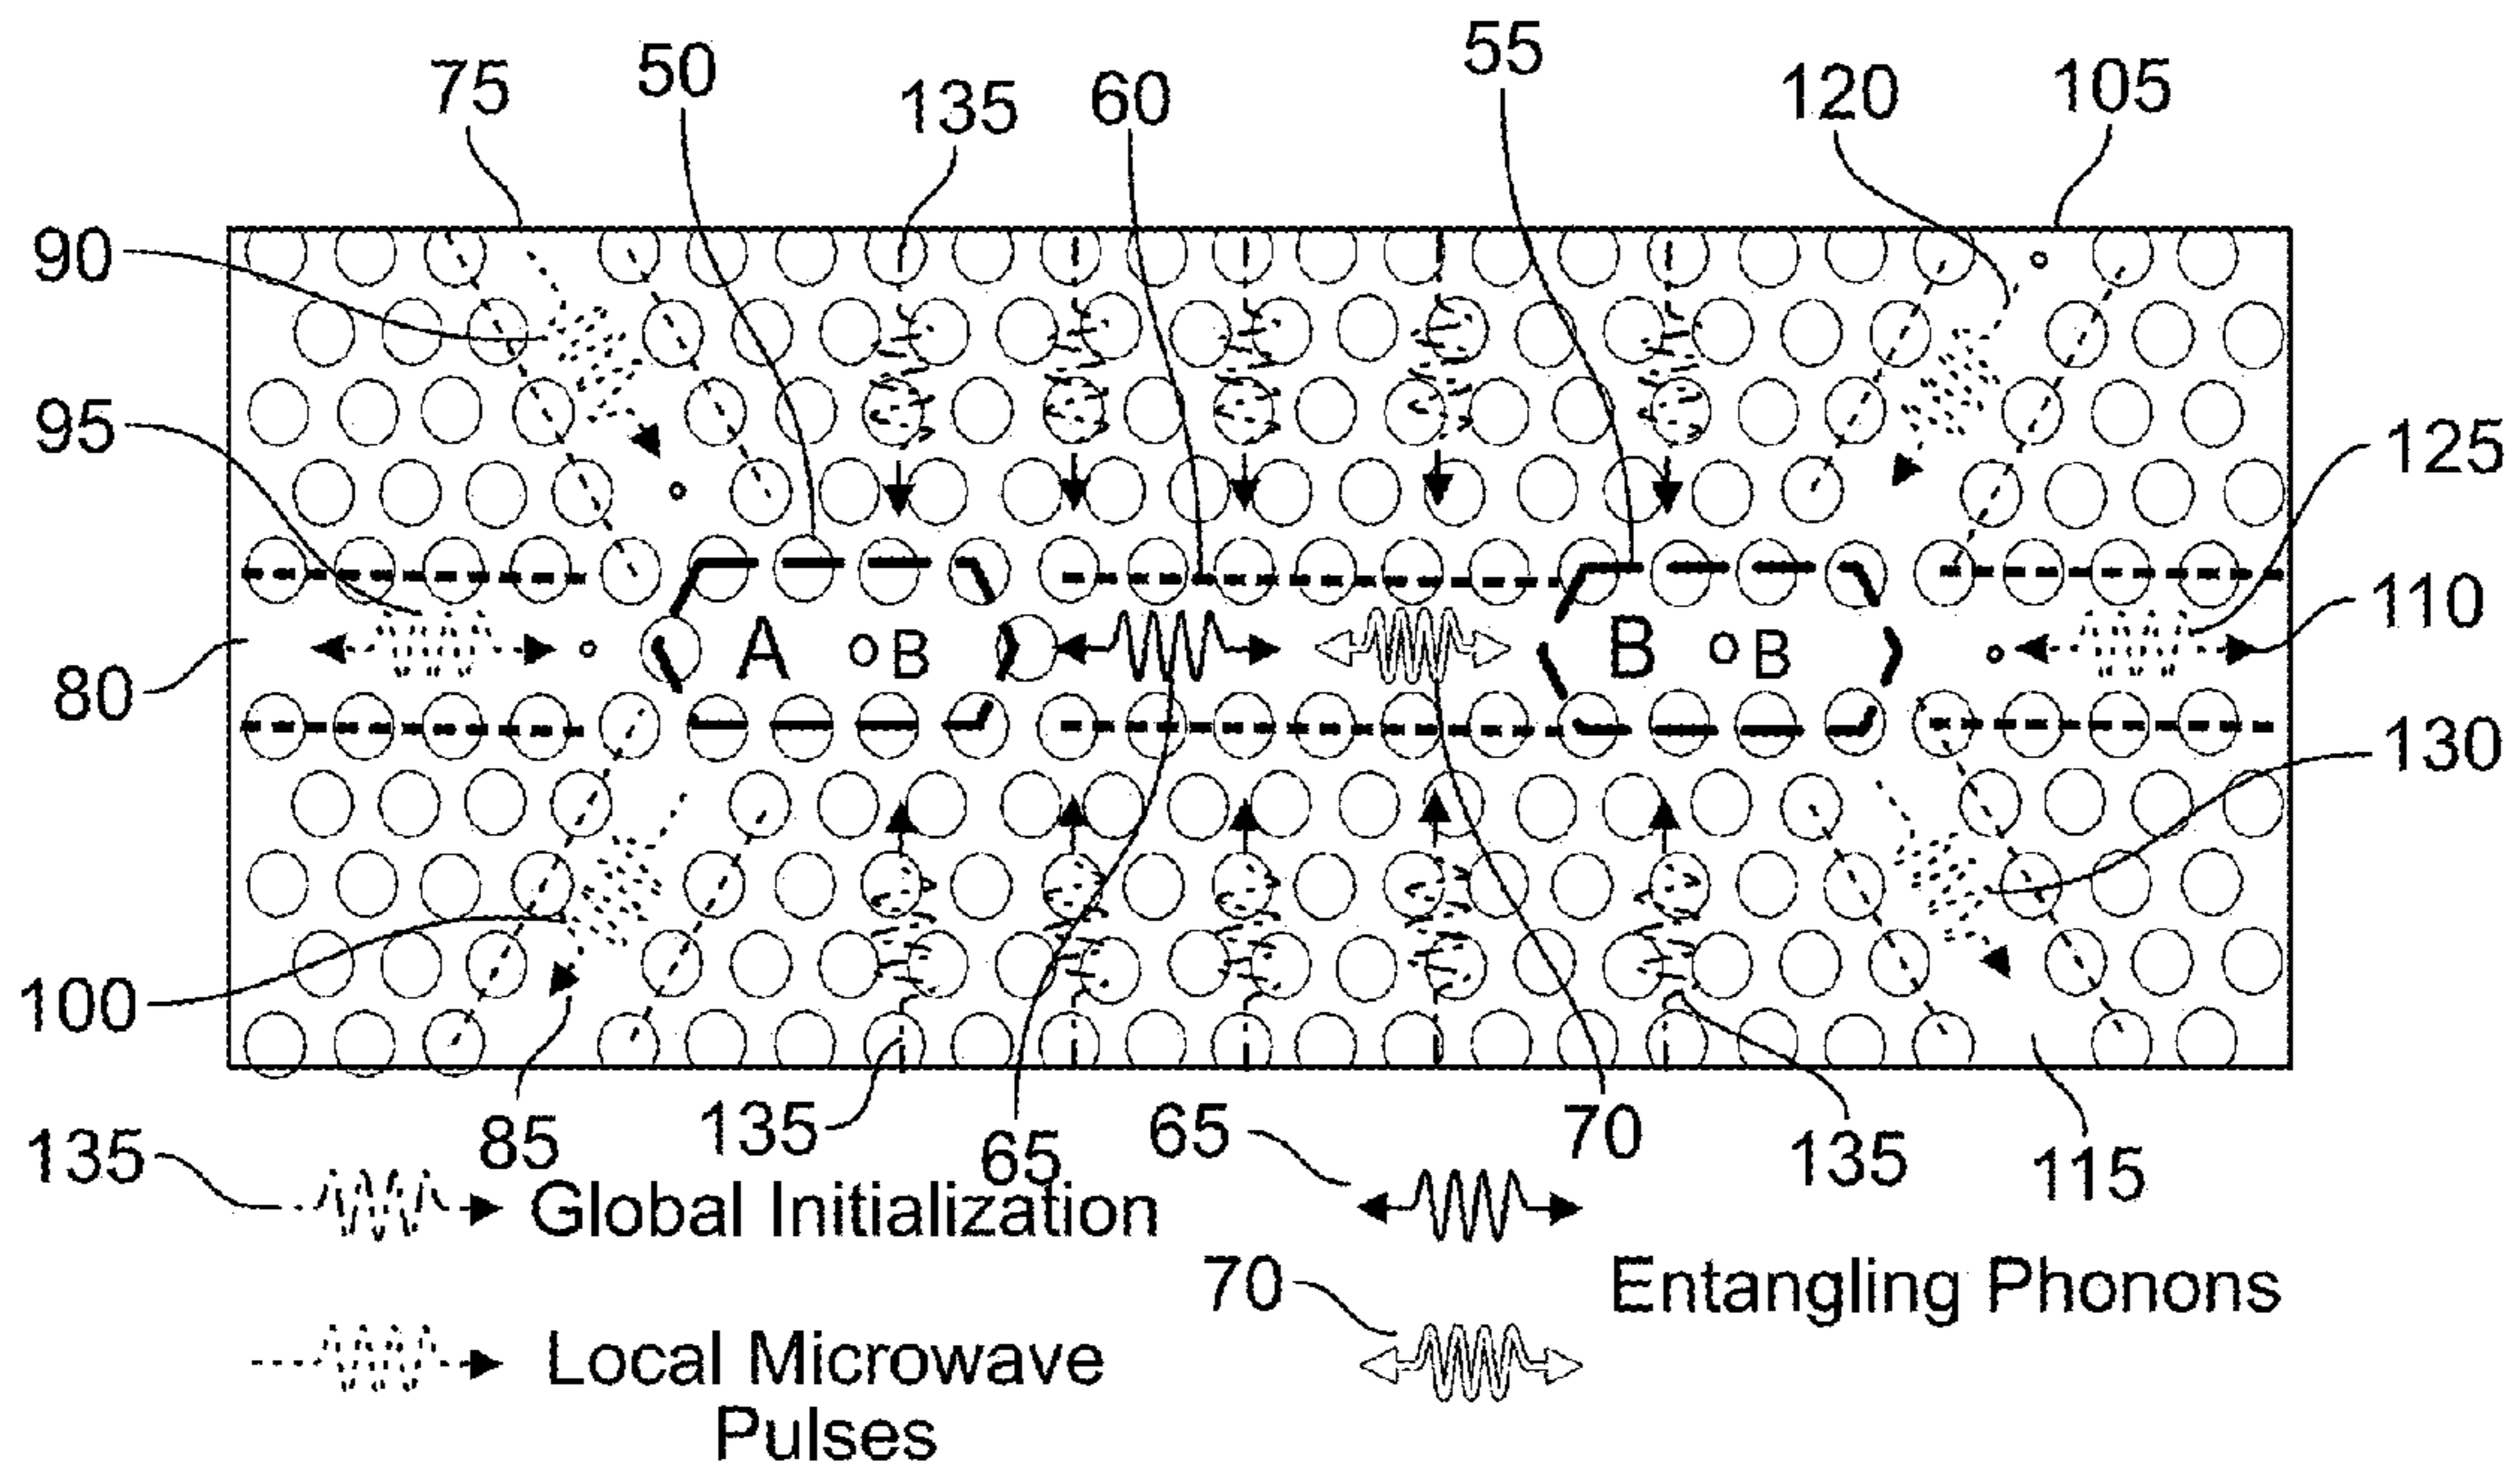 75
50
135
60
55
120
105
90
95
125
110
80
A
B
B
B
130
100
85
135
65
65
70
135
115
135
Global Initialization
70
Entangling Phonons
Local Microwave
Pulses